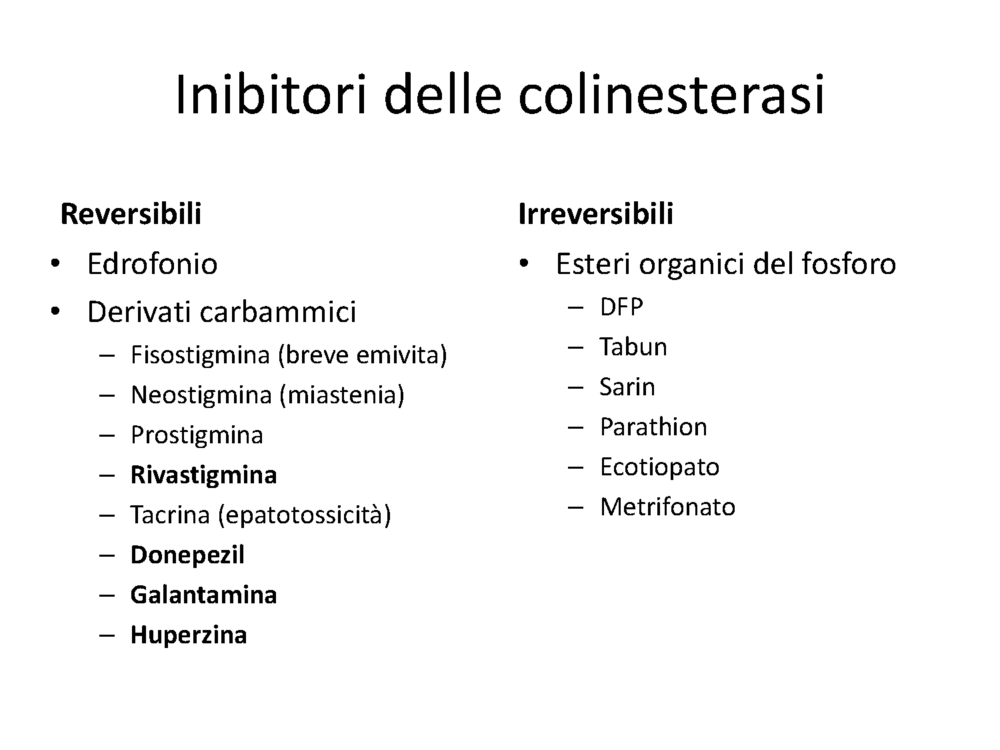 Inibitori delle colinesterasi
Reversibili
• Edrofonio
• Derivati carbammici
– Fisostigmina (breve emivita)
– Neostigmina (miastenia)
– Prostigmina
– Rivastigmina
– Tacrina (epatotossicità)
– Donepezil
– Galantamina
– Huperzina
Irreversibili
• Esteri organici del fosforo
– DFP
– Tabun
– Sarin
– Parathion
– Ecotiopato
– Metrifonato